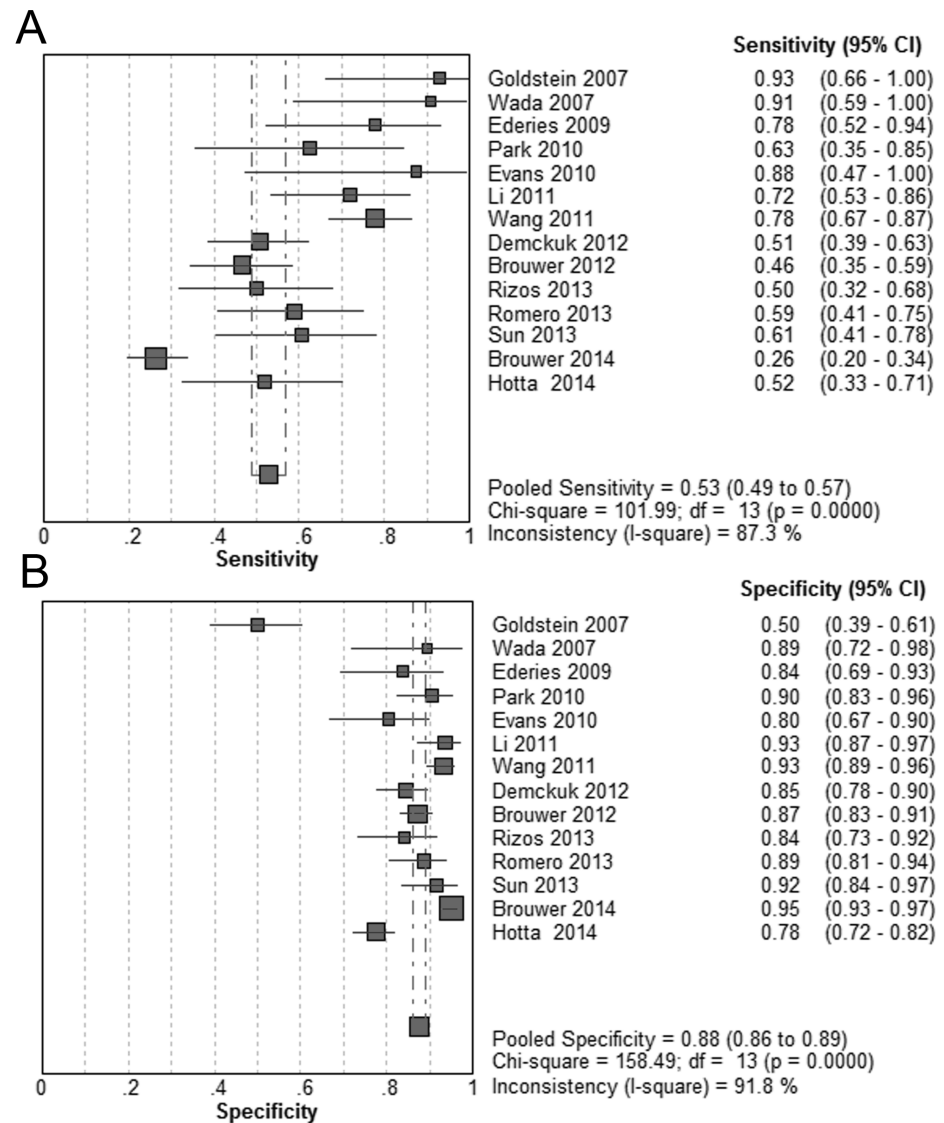 A
Sensitivity (95% CI)
Goldstein 2007 0.93 (0.66 - 1.00)
Wada 2007 0.91 (0.59 - 1.00)
Ederies 2009 0.78 (0.52 - 0.94)
Park 2010 0.63 (0.35 - 0.85)
Evans 2010 0.88 (0.47 - 1.00)
Li 2011 0.72 (0.53 - 0.86)
Wang 2011 0.78 (0.67 - 0.87)
Demckuk 2012 0.51 (0.39 - 0.63)
Brouwer 2012 0.46 (0.35 - 0.59)
Rizos 2013 0.50 (0.32 - 0.68)
Romero 2013 0.59 (0.41 - 0.75)
Sun 2013 0.61 (0.41 - 0.78)
Brouwer 2014 0.26 (0.20 - 0.34)
Hotta 2014 0.52 (0.33 - 0.71)
Pooled Sensitivity = 0.53 (0.49 to 0.57)
Chi-square = 101.99; df = 13 (p = 0.0000)
Inconsistency (I-square) = 87.3 %
0 .2 .4 .6 .8 1
Sensitivity
B
Specificity (95% CI)
Goldstein 2007 0.50 (0.39 - 0.61)
Wada 2007 0.89 (0.72 - 0.98)
Ederies 2009 0.84 (0.69 - 0.93)
Park 2010 0.90 (0.83 - 0.96)
Evans 2010 0.80 (0.67 - 0.90)
Li 2011 0.93 (0.87 - 0.97)
Wang 2011 0.93 (0.89 - 0.96)
Demckuk 2012 0.85 (0.78 - 0.90)
Brouwer 2012 0.87 (0.83 - 0.91)
Rizos 2013 0.84 (0.73 - 0.92)
Romero 2013 0.89 (0.81 - 0.94)
Sun 2013 0.92 (0.84 - 0.97)
Brouwer 2014 0.95 (0.93 - 0.97)
Hotta 2014 0.78 (0.72 - 0.82)
Pooled Specificity = 0.88 (0.86 to 0.89)
Chi-square = 158.49; df = 13 (p = 0.0000)
Inconsistency (I-square) = 91.8 %
0 .2 .4 .6 .8 1
Specificity